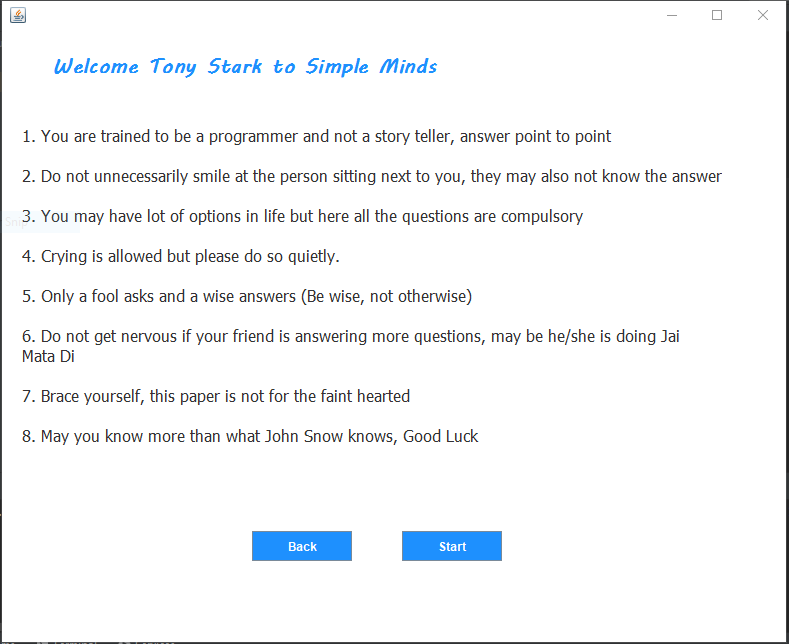 Welcome Tony Stark to Simple Minds
1. You are trained to be a programmer and not a story teller, answer point to point
2. Do not unnecessarily smile at the person sitting next to you, they may also not know the answer
3. You may have lot of options in life but here all the questions are compulsory
4. Crying is allowed but please do so quietly.
5. Only a fool asks and a wise answers (Be wise, not otherwise)
6. Do not get nervous if your friend is answering more questions, may be he/she is doing Jai
Mata Di
7. Brace yourself, this paper is not for the faint hearted
8. May you know more than what John Snow knows, Good Luck
Back
Start